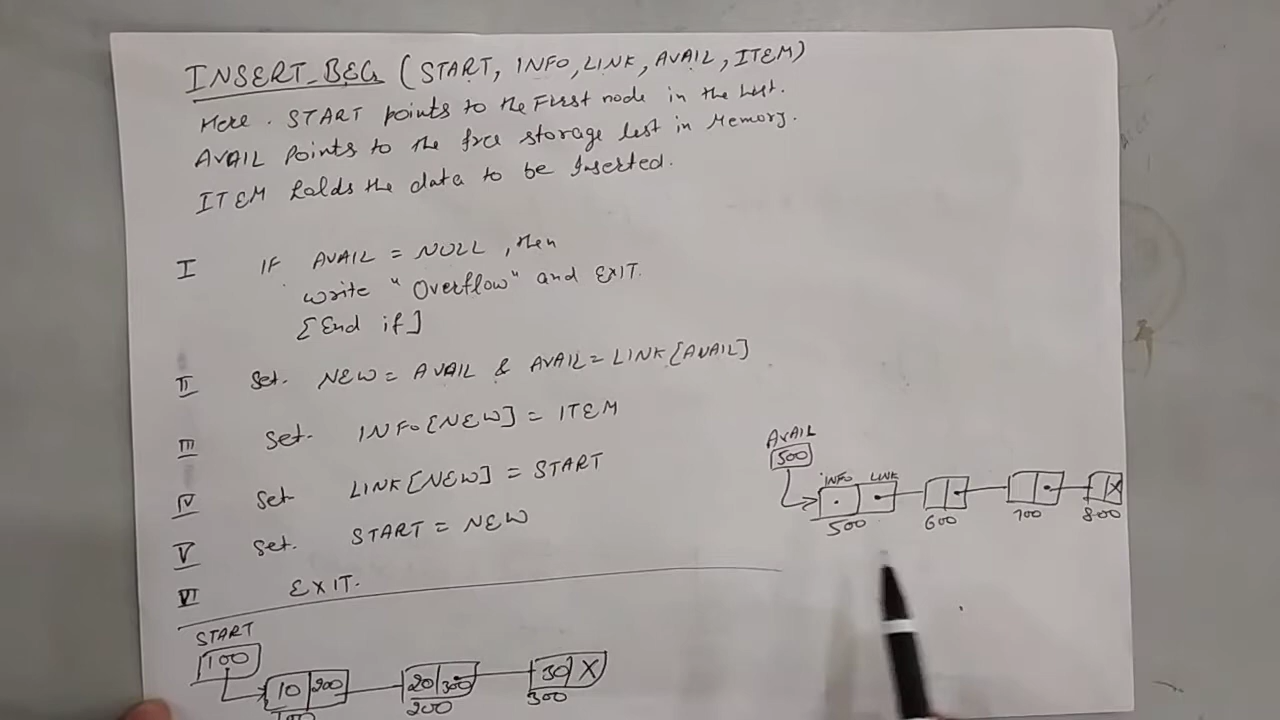 INSERT_BEG (START, INFO, LINK, AVAIL, ITEM)
Here. START points to the First node in the List.
AVAIL Points to the free storage list in Memory.
ITEM holds the data to be Inserted.
I IF AVAIL = NULL, then
write "Overflow" and EXIT.
[End if]
II Set. NEW = AVAIL & AVAIL = LINK[AVAIL]
III Set. INFO[NEW] = ITEM
IV Set LINK[NEW] = START
V Set. START = NEW
VI EXIT.
AVAIL
500
INFO LINK
X
500 600 700 800
START
100
10 200 20 300 30 X
100 200 300